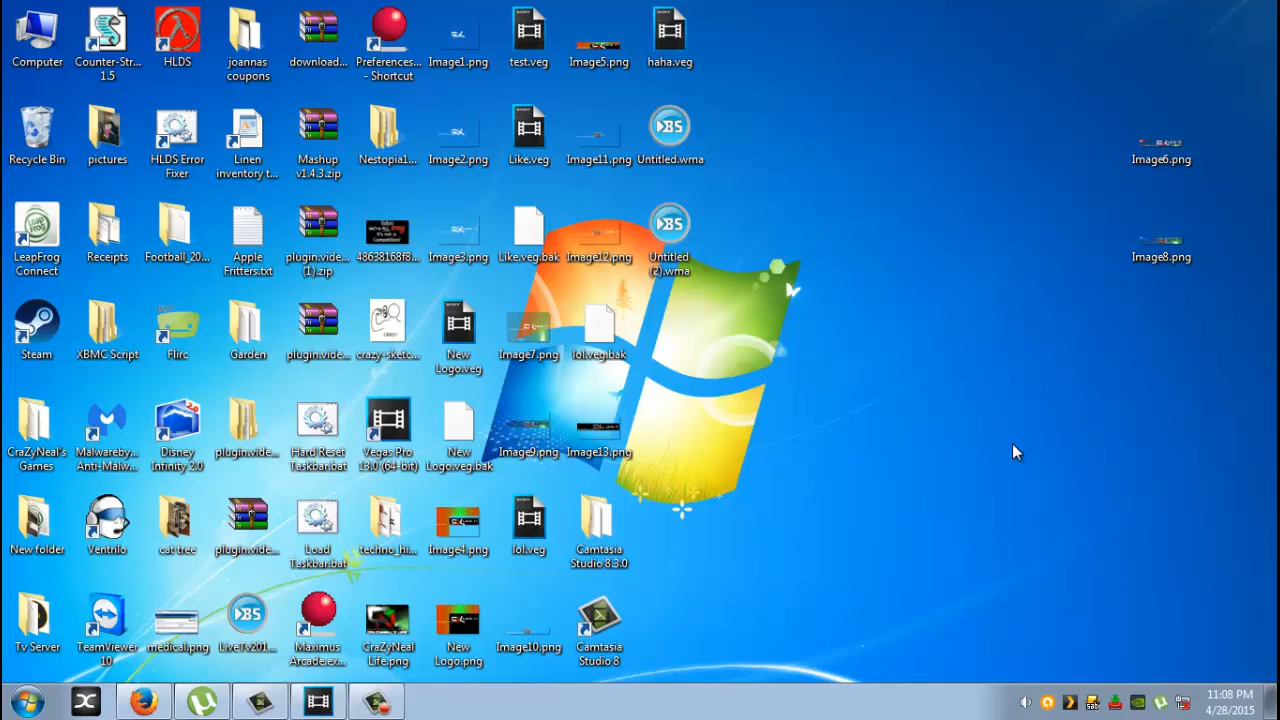 Computer
Counter-Str...
1.5
HLDS
joannas
coupons
download...
Preferences...
- Shortcut
Image1.png
test.veg
Image5.png
haha.veg
Recycle Bin
pictures
HLDS Error
Fixer
Linen
inventory t...
Mashup
v1.4.3.zip
Nestopia1...
Image2.png
Like.veg
Image11.png
Untitled.wma
Image6.png
LeapFrog
Connect
Receipts
Football_20...
Apple
Fritters.txt
plugin.vide...
(1).zip
48638168f8...
Image3.png
Like.veg.bak
Image12.png
Untitled
(2).wma
Image8.png
Steam
XBMC Script
Flirc
Garden
plugin.vide...
crazy-sketc...
New
Logo.veg
Image7.png
lol.veg.bak
CraZyNeal's
Games
Malwareby...
Anti-Malw...
Disney
Infinity 2.0
plugin.vide...
Hard Reset
Taskbar.bat
Vegas Pro
13.0 (64-bit)
New
Logo.veg.bak
Image9.png
Image13.png
New folder
Ventrilo
cat tree
plugin.vide...
Load
Taskbar.bat
techno_hi...
Image4.png
lol.veg
Camtasia
Studio 8.3.0
Tv Server
TeamViewer
10
medical.png
LiveTv201...
Maximus
Arcade.ex...
CraZyNeal
Life.png
New
Logo.png
Image10.png
Camtasia
Studio 8
11:08 PM
4/28/2015